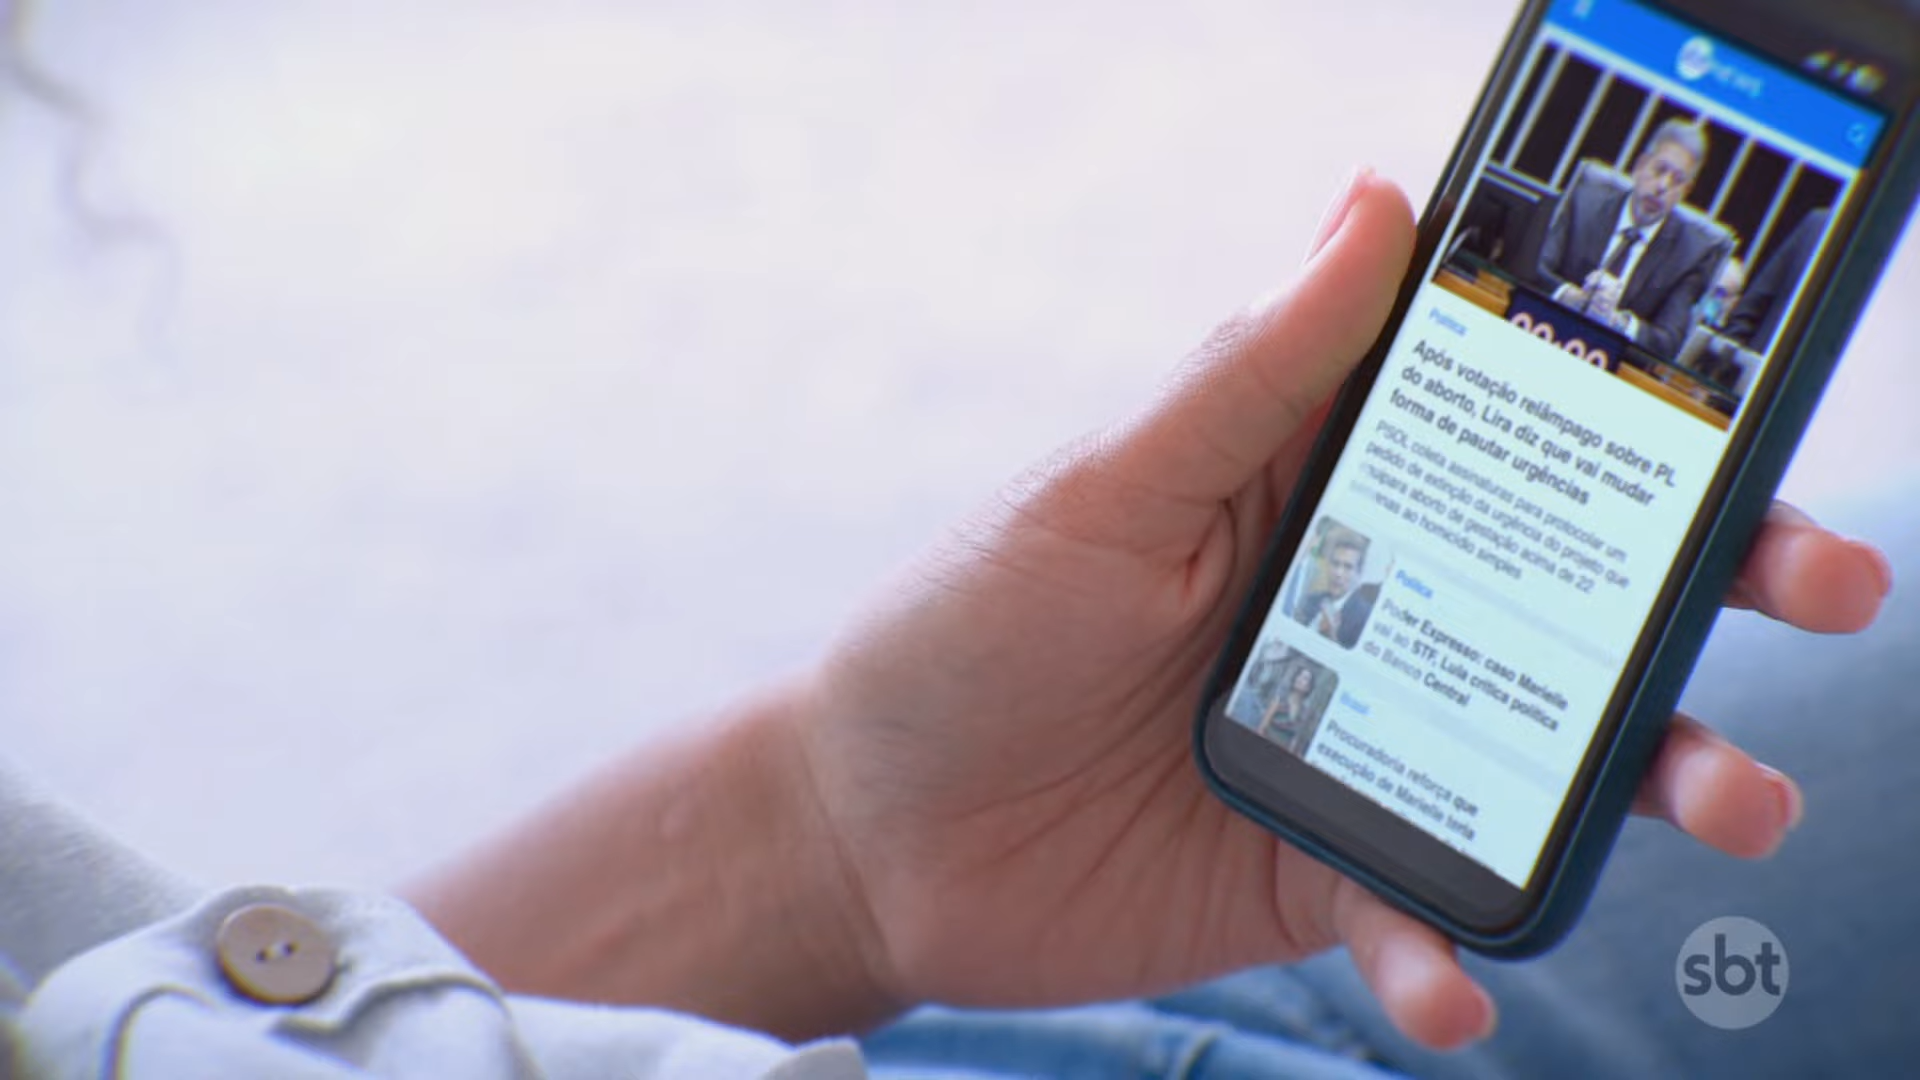 news
Política
Após votação relâmpago sobre PL
do aborto, Lira diz que vai mudar
forma de pautar urgências
PSOL coleta assinaturas para protocolar um
pedido de extinção da urgência do projeto que
aborto de gestação acima de 22
ao homicídio simples
Política
Poder Expresso: caso Marielle
vai ao STF, Lula critica política
do Banco Central
Brasil
Procuradoria reforça que
execução de Marielle teria
00:00
sbt